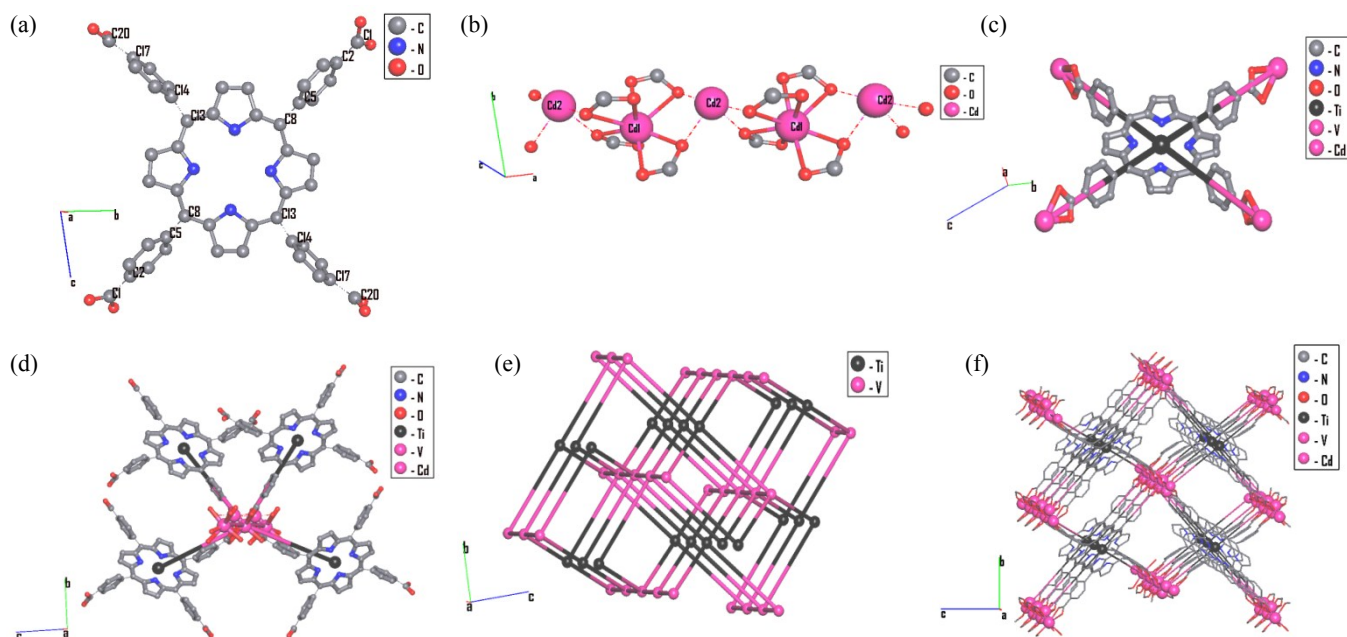 (a)
C20
C17
C14
C13
C1
C2
C5
C8
C8
C5
C2
C1
C13
C14
C17
C20
a
b
c
- C
- N
- O
(b)
Cd2
Cd1
Cd2
Cd1
Cd2
b
c
a
- C
- O
- Cd
(c)
a
b
c
- C
- N
- O
- Ti
- V
- Cd
(d)
b
c
a
- C
- N
- O
- Ti
- V
- Cd
(e)
b
a
c
- Ti
- V
(f)
b
c
a
- C
- N
- O
- Ti
- V
- Cd